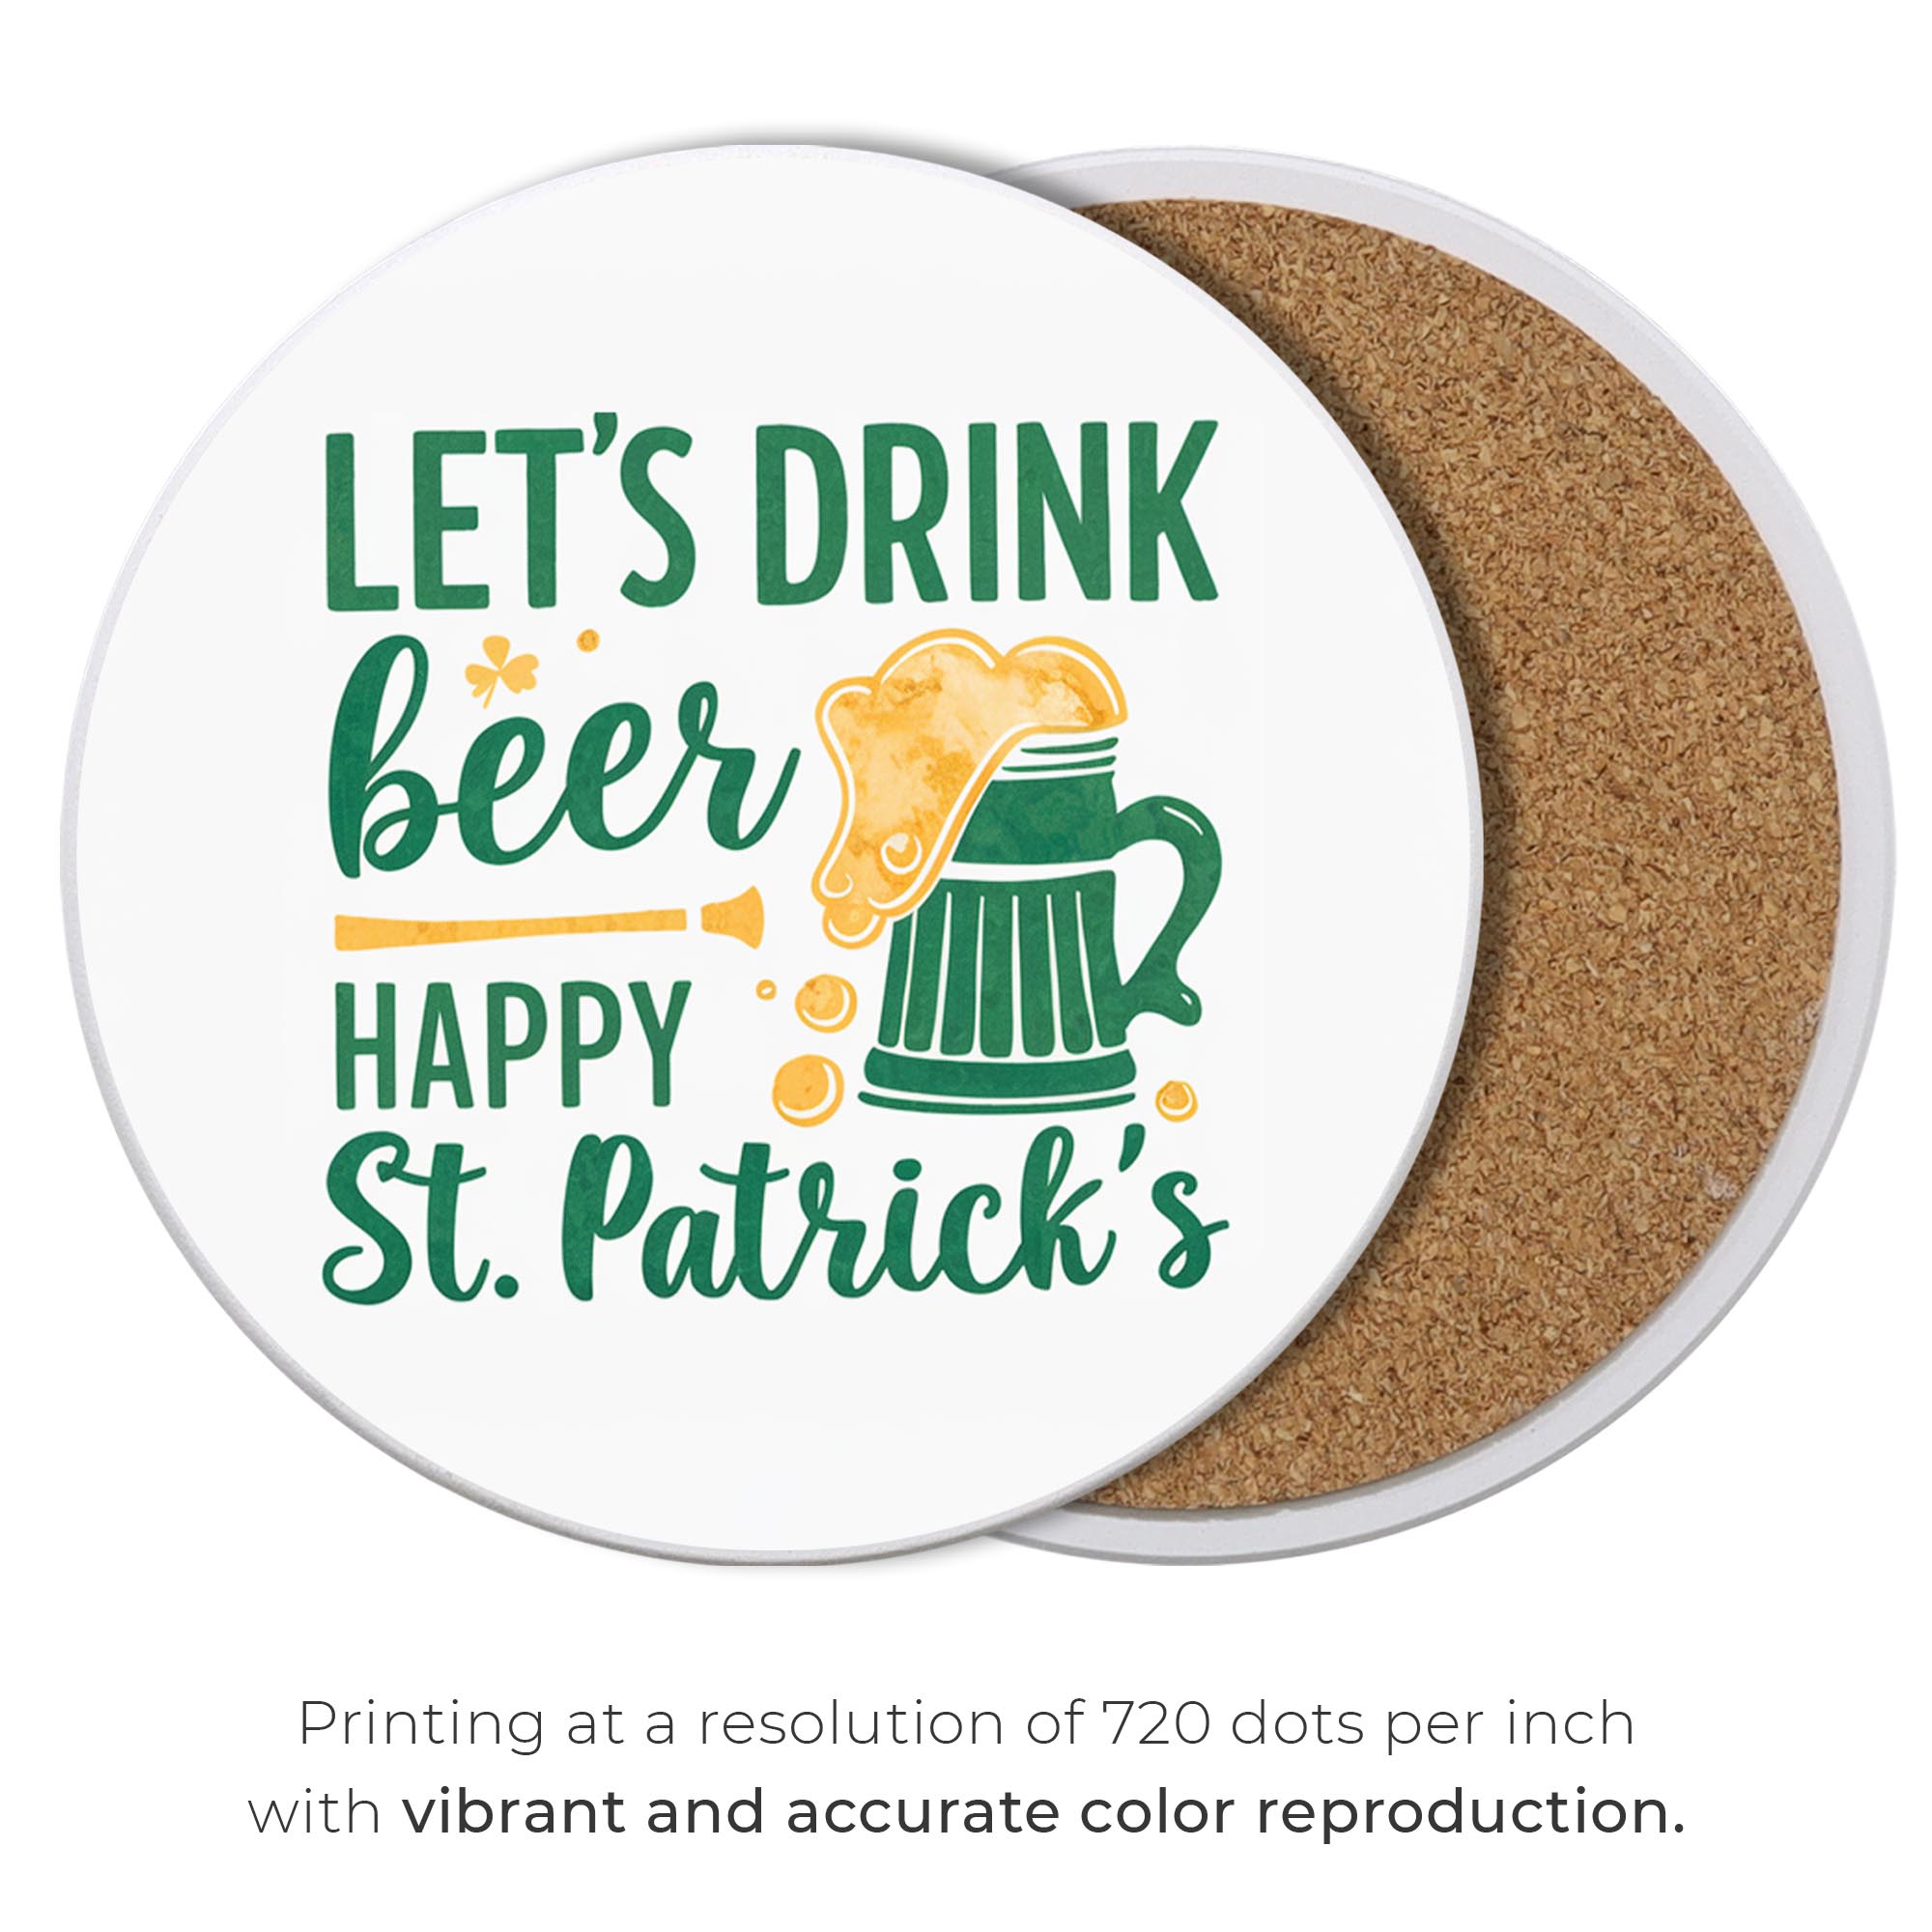 LET'S DRINK
beer
HAPPY
St. Patrick's
Printing at a resolution of 720 dots per inch
with vibrant and accurate color reproduction.